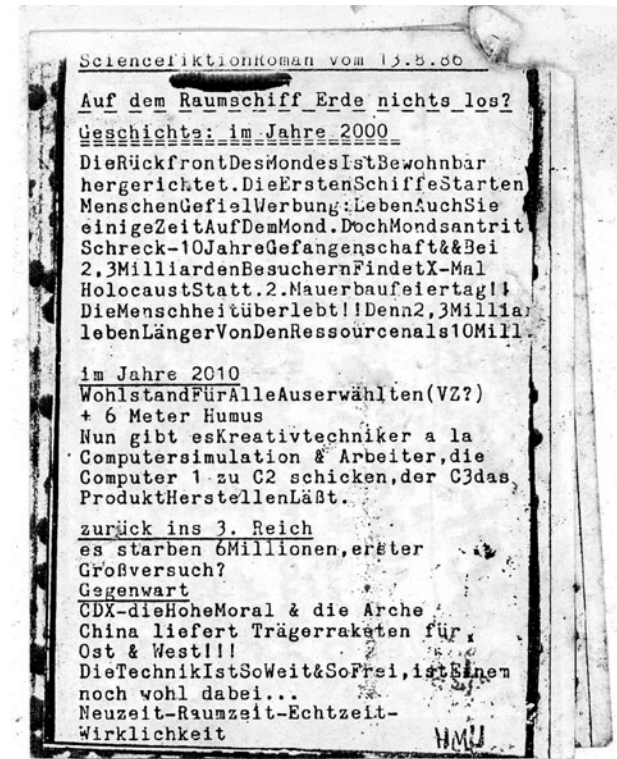 SciencefiktionRoman vom 13.8.86
Auf dem Raumschiff Erde nichts los?
Geschichte: im Jahre 2000
DieRückfrontDesMondesIstBewohnbar
hergerichtet.DieErstenSchiffeStarten
MenschenGefielWerbung:LebenAuchSie
einigeZeitAufDemMond.DochMondsantrit
Schreck-10JahreGefangenschaft&&Bei
2,3MilliardenBesuchernFindetX-Mal
HolocaustStatt.2.Mauerbaufeiertag!!
DieMenschheitüberlebt!!Denn2,3Milliar
lebenLängerVonDenRessourcenals10Mill.
im Jahre 2010
WohlstandFürAlleAuserwählten(VZ?)
+ 6 Meter Humus
Nun gibt esKreativtechniker a la
Computersimulation & Arbeiter,die
Computer 1 zu C2 schicken,der C3das
ProduktHerstellenLäßt.
zurück ins 3. Reich
es starben 6Millionen,erster
Großversuch?
Gegenwart
CDX-dieHoheMoral & die Arche
China liefert Trägerraketen für
Ost & West!!!
DieTechnikIstSoWeit&SoFrei,istEinem
noch wohl dabei...
Neuzeit-Raumzeit-Echtzeit-
Wirklichkeit
HMU